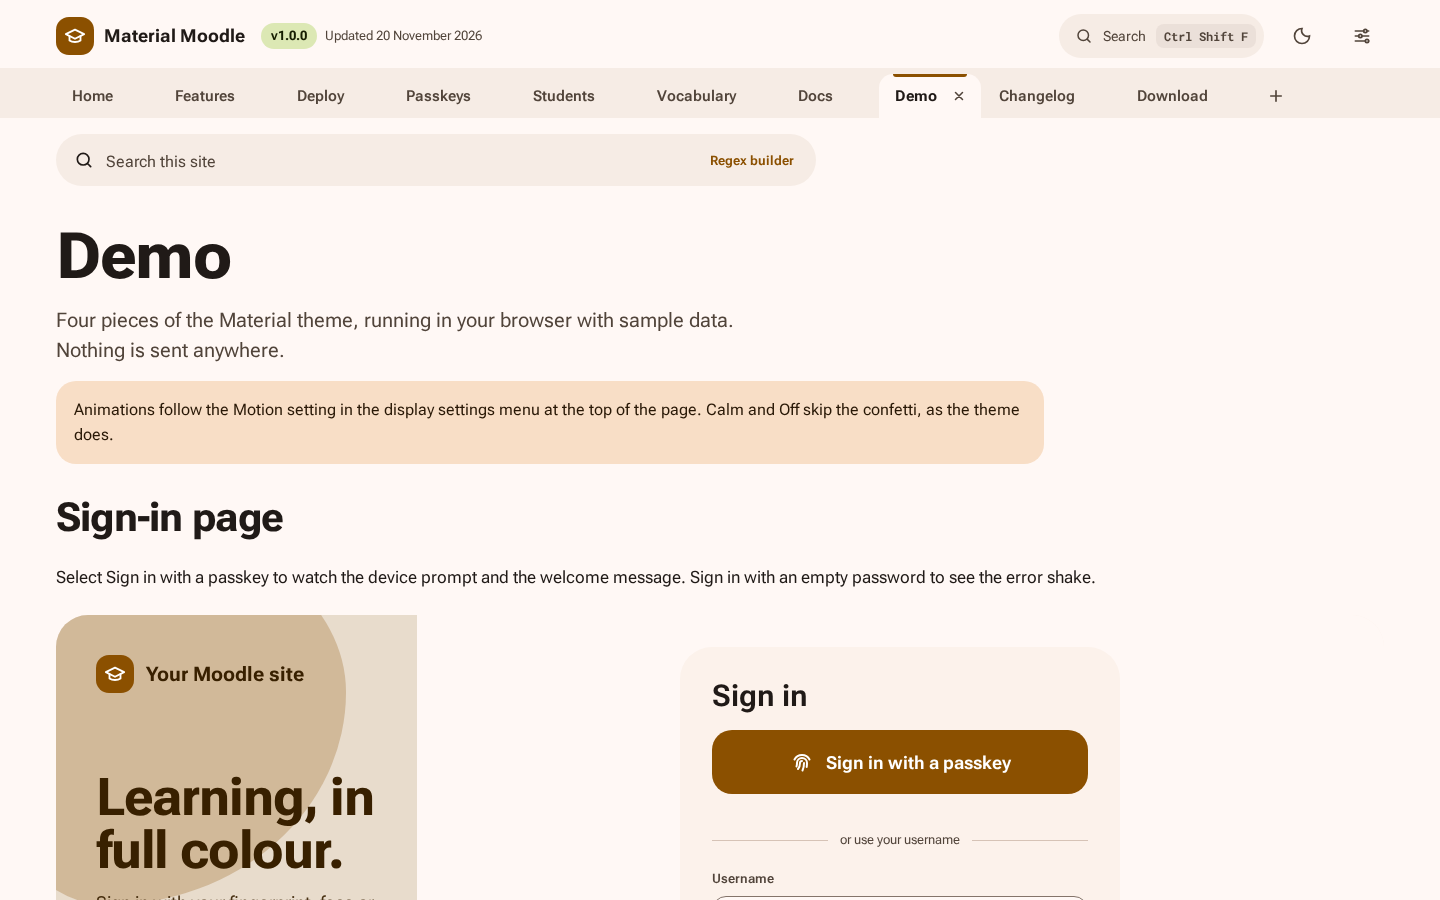 Material Moodle
v1.0.0
Updated 20 November 2026
Search
Ctrl Shift F
Home
Features
Deploy
Passkeys
Students
Vocabulary
Docs
Demo
Changelog
Download
Search this site
Regex builder
Demo
Four pieces of the Material theme, running in your browser with sample data.
Nothing is sent anywhere.
Animations follow the Motion setting in the display settings menu at the top of the page. Calm and Off skip the confetti, as the theme
does.
Sign-in page
Select Sign in with a passkey to watch the device prompt and the welcome message. Sign in with an empty password to see the error shake.
Your Moodle site
Learning, in
full colour.
Sign in
Sign in with a passkey
or use your username
Username